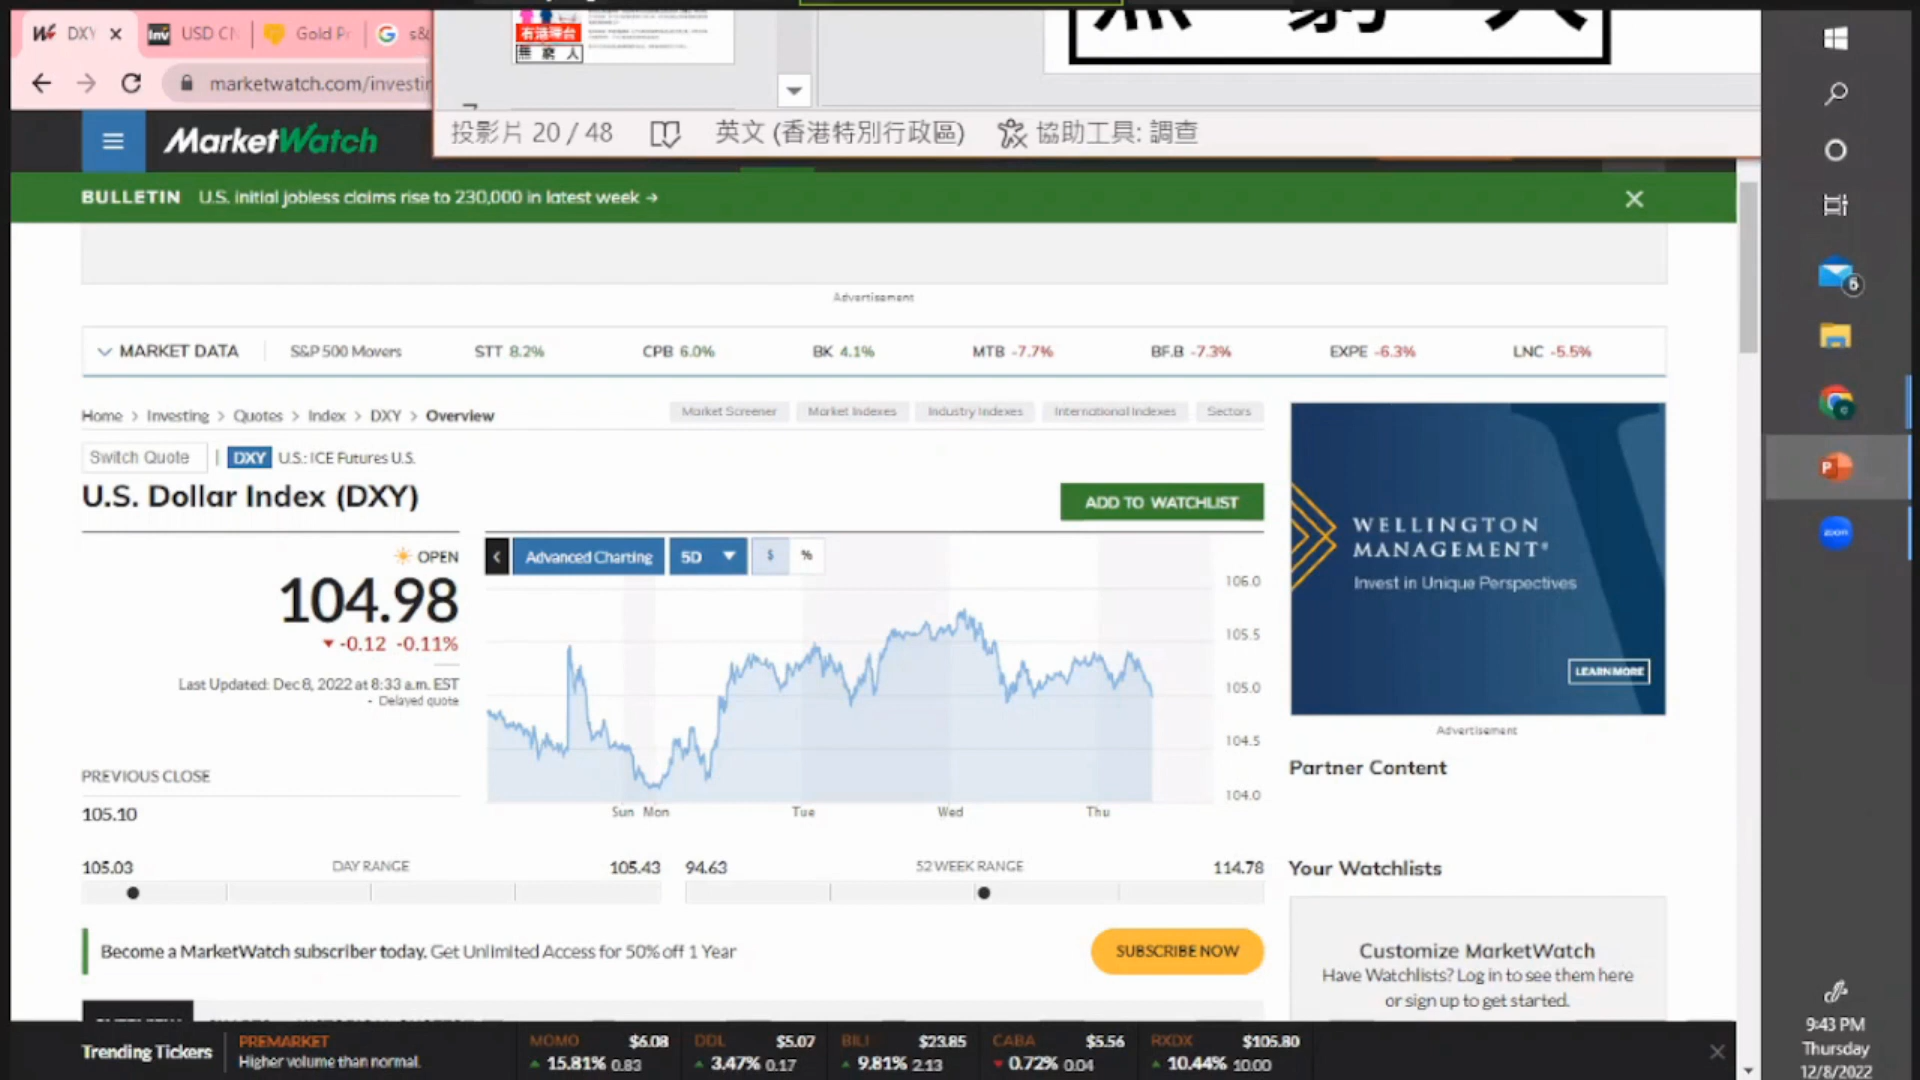 DXY
Inv USD
Gold
marketwatch.com/investin
有港理台
無 窮 人
投影片 20 / 48
英文 (香港特別行政區)
協助工具: 調查
MarketWatch
BULLETIN U.S. initial jobless claims rise to 230,000 in latest week →
Advertisement
MARKET DATA S&P 500 Movers STT 8.2% CPB 6.0% BK 4.1% MTB -7.7% BF.B -7.3% EXPE -6.3% LNC -5.5%
Home > Investing > Quotes > Index > DXY > Overview
Market Screener Market Indexes Industry Indexes International Indexes Sectors
Switch Quote | DXY U.S.: ICE Futures U.S.
U.S. Dollar Index (DXY)
ADD TO WATCHLIST
OPEN
104.98
-0.12 -0.11%
Last Updated: Dec 8, 2022 at 8:33 a.m. EST
- Delayed quote
PREVIOUS CLOSE
105.10
Advanced Charting 5D $ %
106.0
105.5
105.0
104.5
104.0
Sun Mon Tue Wed Thu
105.03 DAY RANGE 105.43
94.63 52 WEEK RANGE 114.78
WELLINGTON
MANAGEMENT®
Invest in Unique Perspectives
LEARN MORE
Advertisement
Partner Content
Your Watchlists
Customize MarketWatch
Have Watchlists? Log in to see them here
or sign up to get started.
Become a MarketWatch subscriber today. Get Unlimited Access for 50% off 1 Year
SUBSCRIBE NOW
Trending Tickers
PREMARKET
Higher volume than normal.
MOMO $6.08
15.81% 0.83
DDL $5.07
3.47% 0.17
BILI $23.85
9.81% 2.13
CABA $5.56
0.72% 0.04
RXDX $105.80
10.44% 10.00
6
P
zoom
9:43 PM
Thursday
12/8/2022